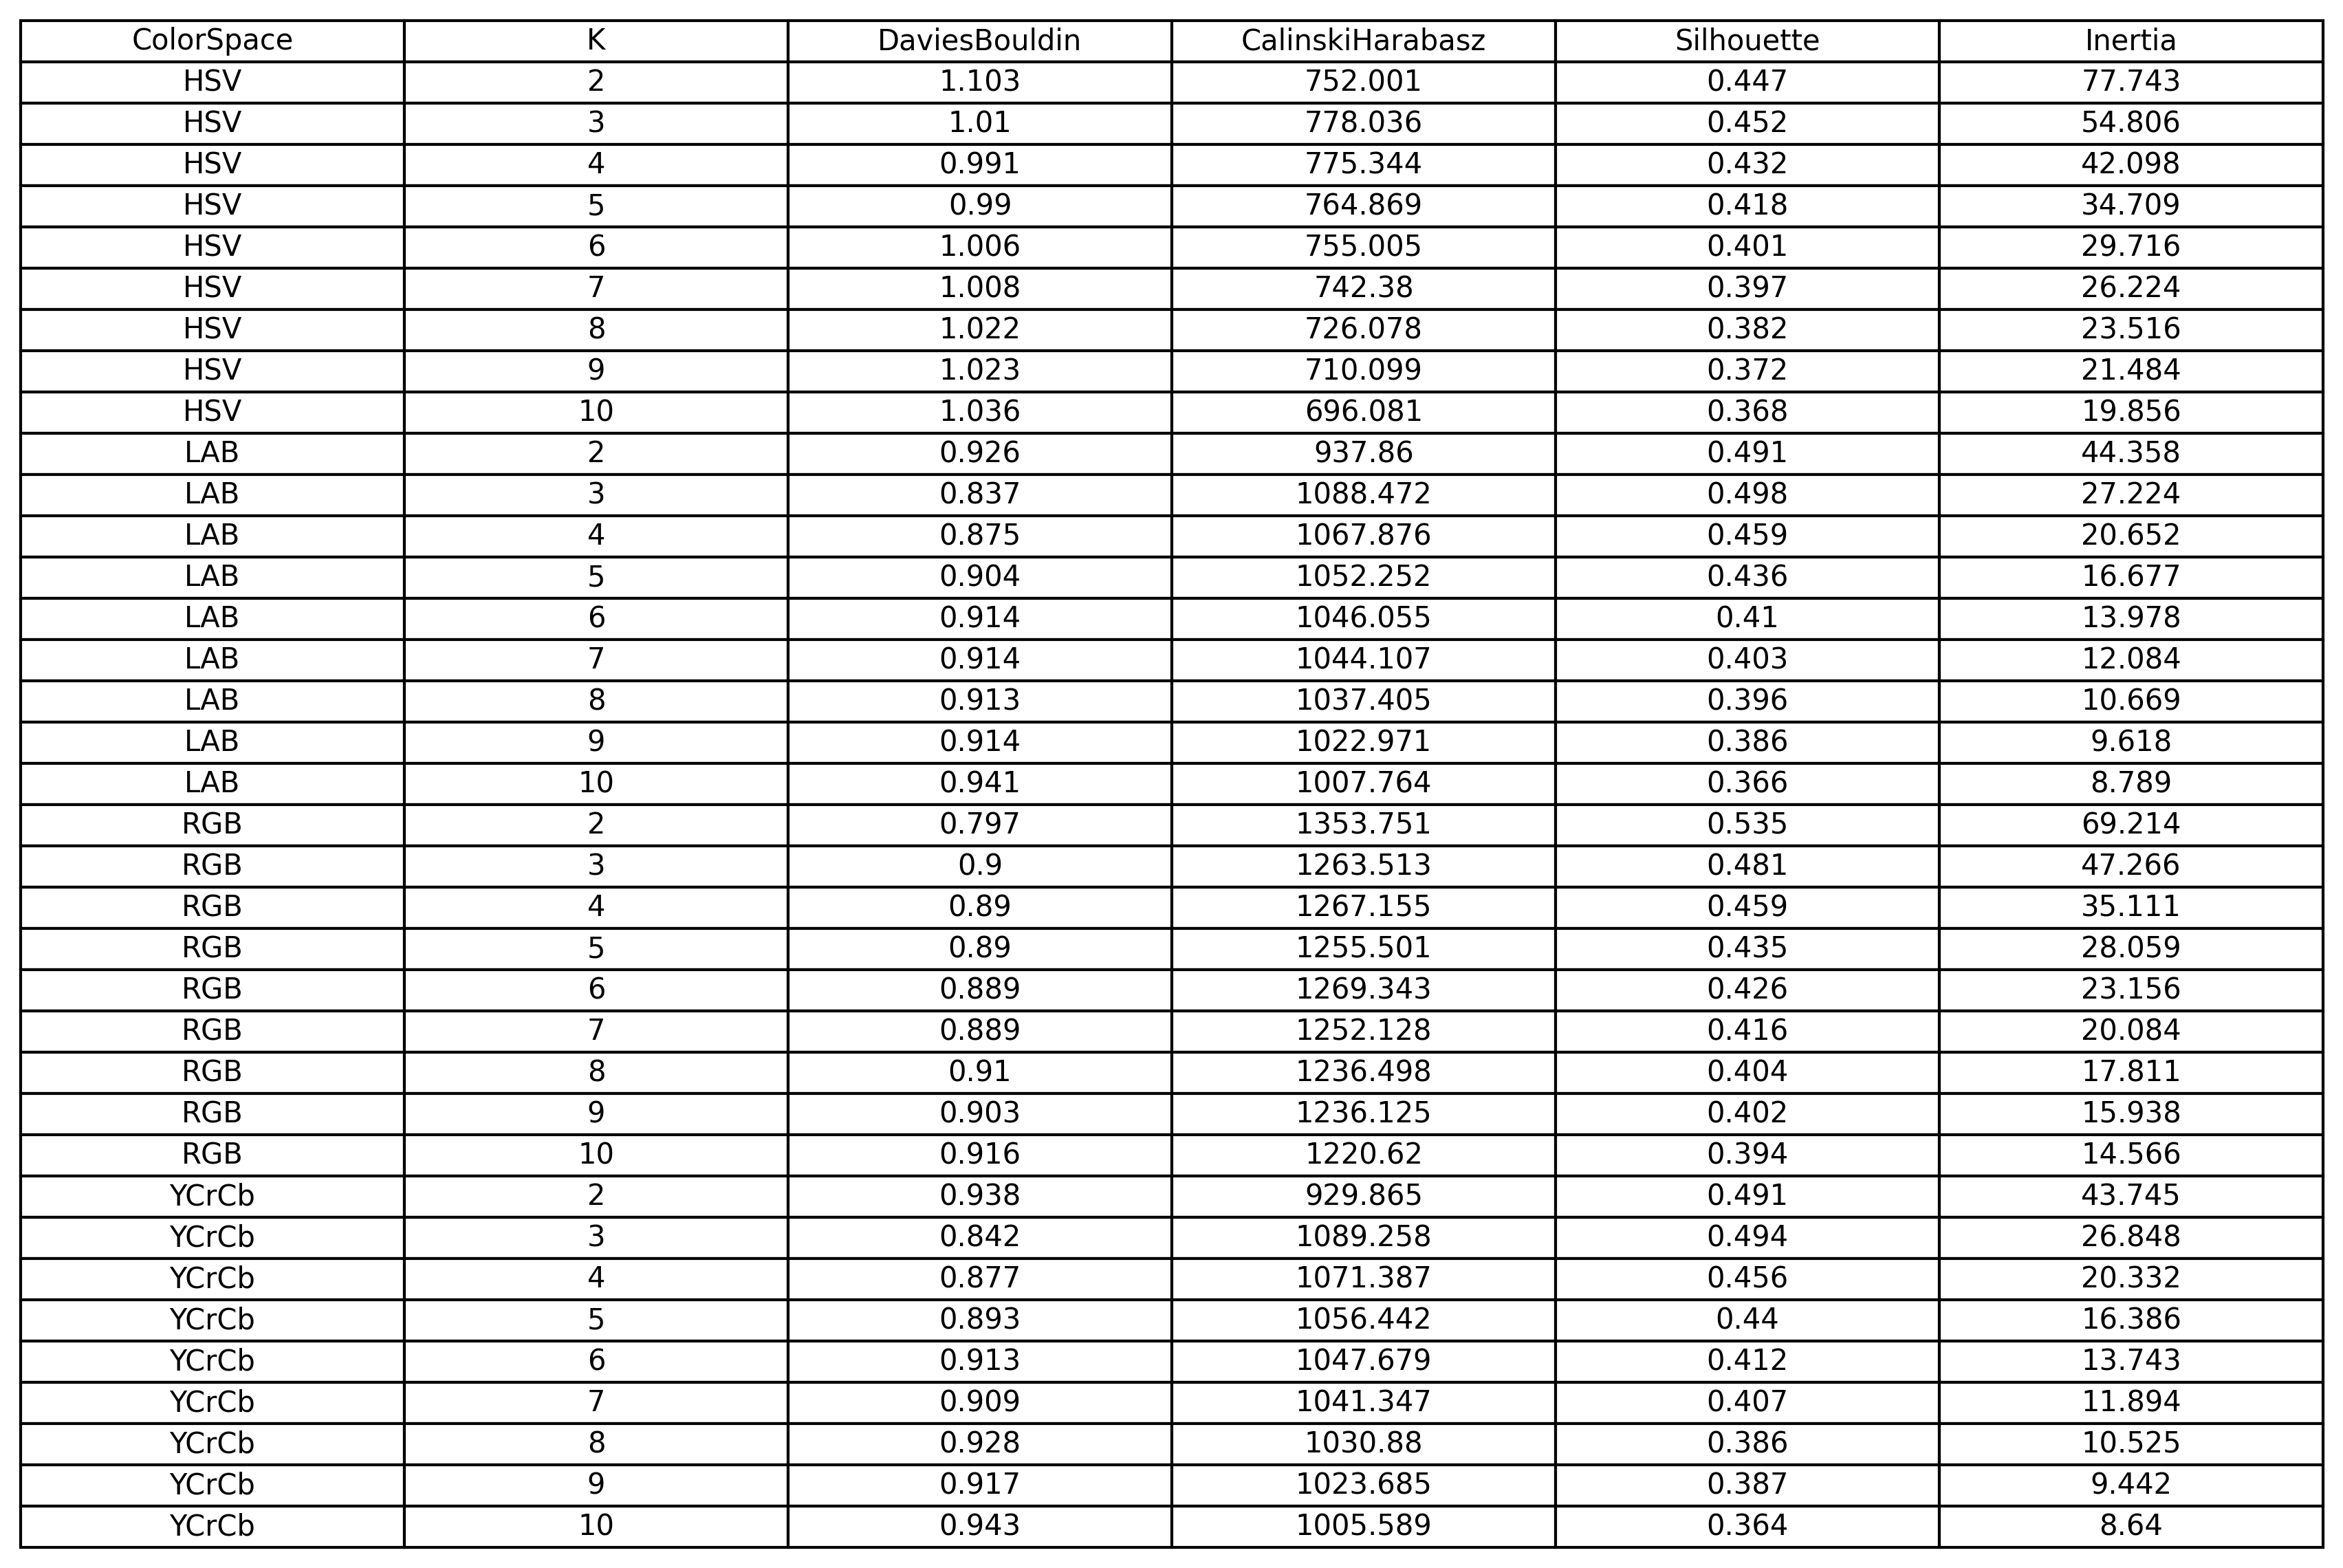 ColorSpace K DaviesBouldin CalinskiHarabasz Silhouette Inertia
HSV 2 1.103 752.001 0.447 77.743
HSV 3 1.01 778.036 0.452 54.806
HSV 4 0.991 775.344 0.432 42.098
HSV 5 0.99 764.869 0.418 34.709
HSV 6 1.006 755.005 0.401 29.716
HSV 7 1.008 742.38 0.397 26.224
HSV 8 1.022 726.078 0.382 23.516
HSV 9 1.023 710.099 0.372 21.484
HSV 10 1.036 696.081 0.368 19.856
LAB 2 0.926 937.86 0.491 44.358
LAB 3 0.837 1088.472 0.498 27.224
LAB 4 0.875 1067.876 0.459 20.652
LAB 5 0.904 1052.252 0.436 16.677
LAB 6 0.914 1046.055 0.41 13.978
LAB 7 0.914 1044.107 0.403 12.084
LAB 8 0.913 1037.405 0.396 10.669
LAB 9 0.914 1022.971 0.386 9.618
LAB 10 0.941 1007.764 0.366 8.789
RGB 2 0.797 1353.751 0.535 69.214
RGB 3 0.9 1263.513 0.481 47.266
RGB 4 0.89 1267.155 0.459 35.111
RGB 5 0.89 1255.501 0.435 28.059
RGB 6 0.889 1269.343 0.426 23.156
RGB 7 0.889 1252.128 0.416 20.084
RGB 8 0.91 1236.498 0.404 17.811
RGB 9 0.903 1236.125 0.402 15.938
RGB 10 0.916 1220.62 0.394 14.566
YCrCb 2 0.938 929.865 0.491 43.745
YCrCb 3 0.842 1089.258 0.494 26.848
YCrCb 4 0.877 1071.387 0.456 20.332
YCrCb 5 0.893 1056.442 0.44 16.386
YCrCb 6 0.913 1047.679 0.412 13.743
YCrCb 7 0.909 1041.347 0.407 11.894
YCrCb 8 0.928 1030.88 0.386 10.525
YCrCb 9 0.917 1023.685 0.387 9.442
YCrCb 10 0.943 1005.589 0.364 8.64